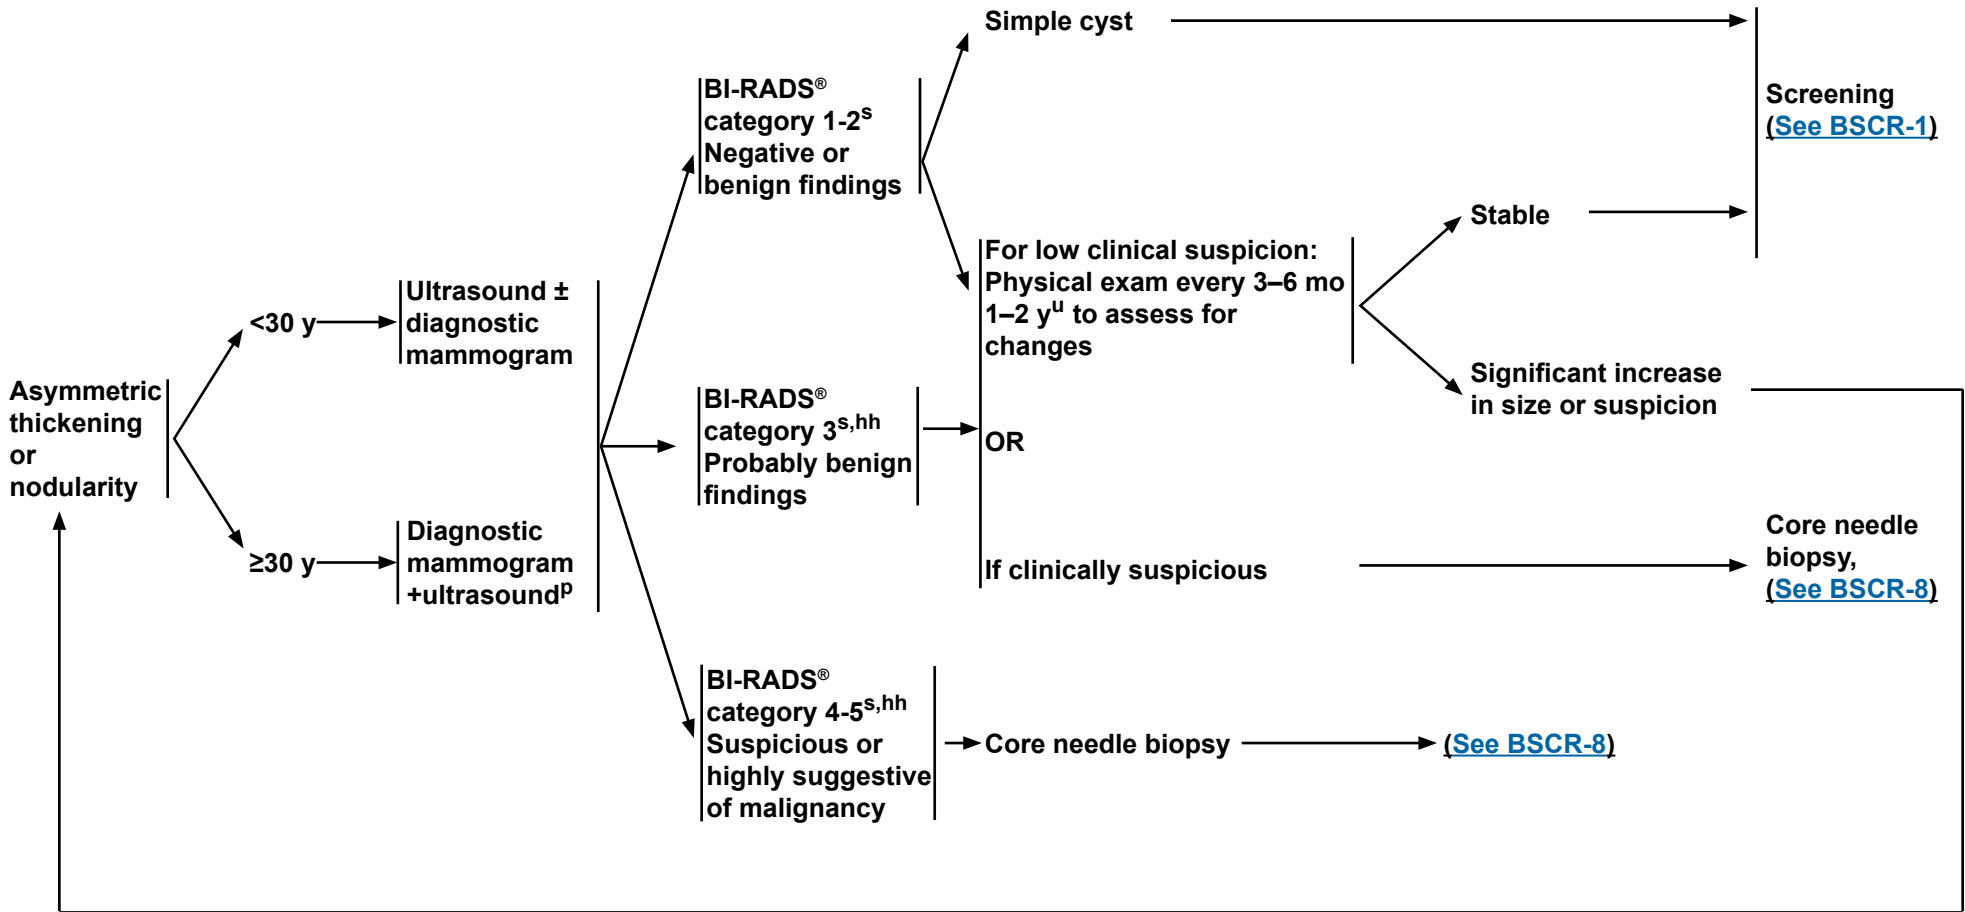 Asymmetric
thickening
or
nodularity
<30 y
≥30 y
Ultrasound ±
diagnostic
mammogram
Diagnostic
mammogram
+ultrasoundᵖ
BI-RADS®
category 1-2ˢ
Negative or
benign findings
BI-RADS®
category 3ˢ,ʰʰ
Probably benign
findings
BI-RADS®
category 4-5ˢ,ʰʰ
Suspicious or
highly suggestive
of malignancy
Simple cyst
For low clinical suspicion:
Physical exam every 3–6 mo
1–2 yᵘ to assess for
changes
OR
If clinically suspicious
Core needle biopsy
(See BSCR-8)
Stable
Significant increase
in size or suspicion
Screening
(See BSCR-1)
Core needle
biopsy,
(See BSCR-8)